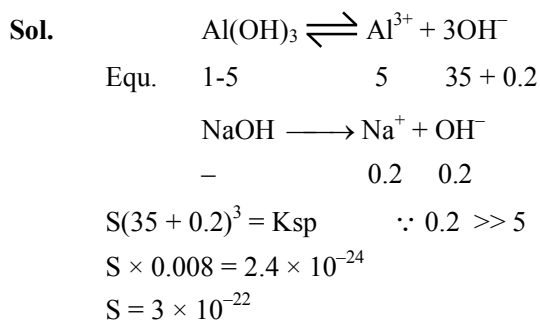 Sol. Al(OH)₃ ⇌ Al³⁺ + 3OH⁻
Equ. 1-5 5 35 + 0.2
NaOH ⟶ Na⁺ + OH⁻
– 0.2 0.2
S(35 + 0.2)³ = Ksp ∵ 0.2 >> 5
S × 0.008 = 2.4 × 10⁻²⁴
S = 3 × 10⁻²²